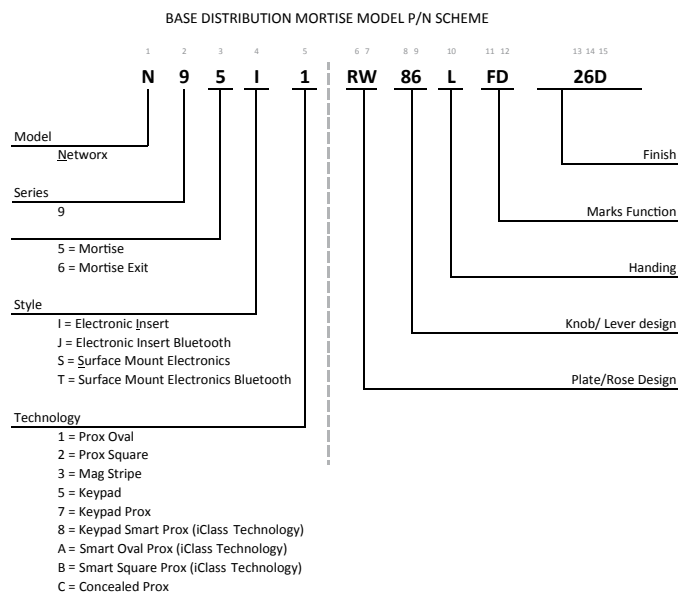 BASE DISTRIBUTION MORTISE MODEL P/N SCHEME
1 2 3 4 5 6 7 8 9 10 11 12 13 14 15
N 9 5 I 1 RW 86 L FD 26D
Model
Networx
Finish
Series
9
Marks Function
5 = Mortise
6 = Mortise Exit
Handing
Style
I = Electronic Insert
J = Electronic Insert Bluetooth
S = Surface Mount Electronics
T = Surface Mount Electronics Bluetooth
Knob/ Lever design
Plate/Rose Design
Technology
1 = Prox Oval
2 = Prox Square
3 = Mag Stripe
5 = Keypad
7 = Keypad Prox
8 = Keypad Smart Prox (iClass Technology)
A = Smart Oval Prox (iClass Technology)
B = Smart Square Prox (iClass Technology)
C = Concealed Prox